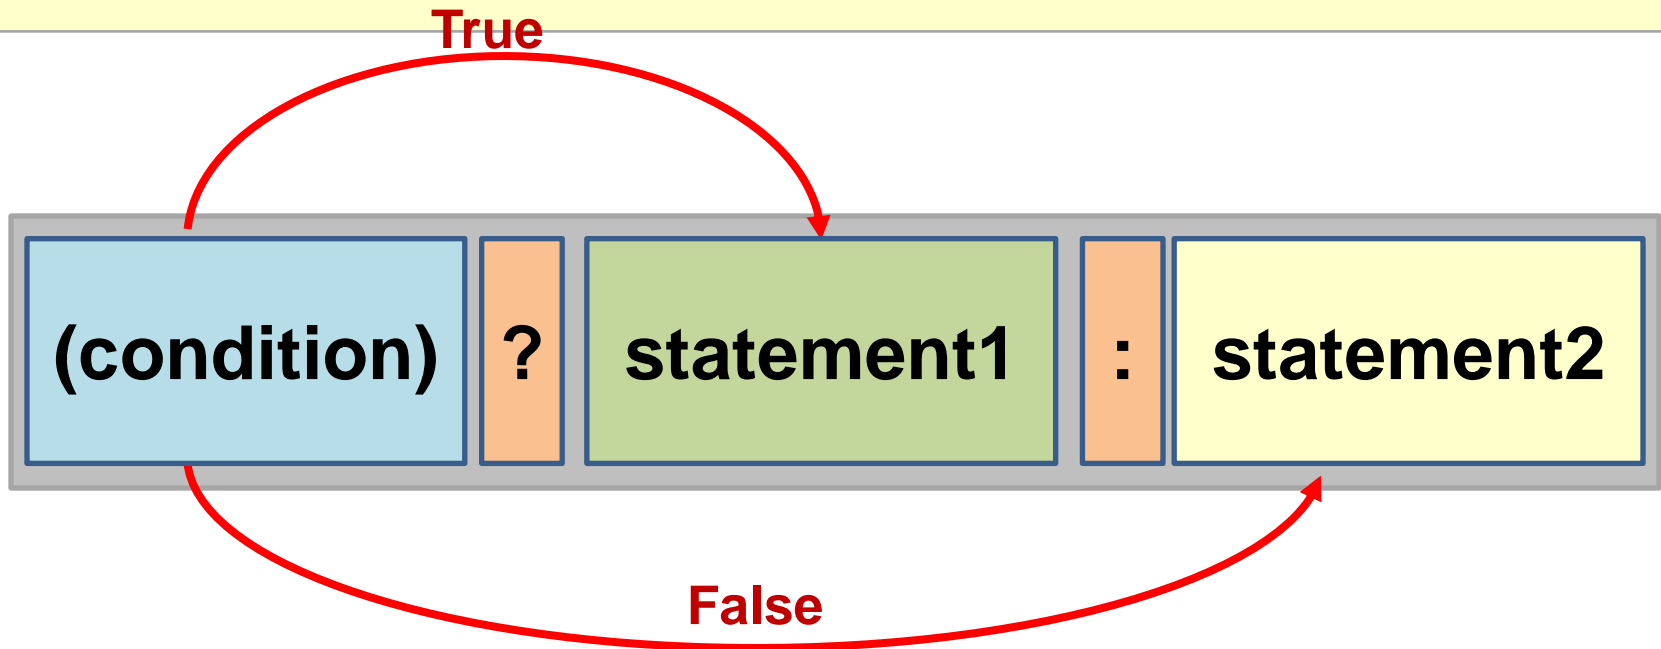 True
(condition) ? statement1 : statement2
False